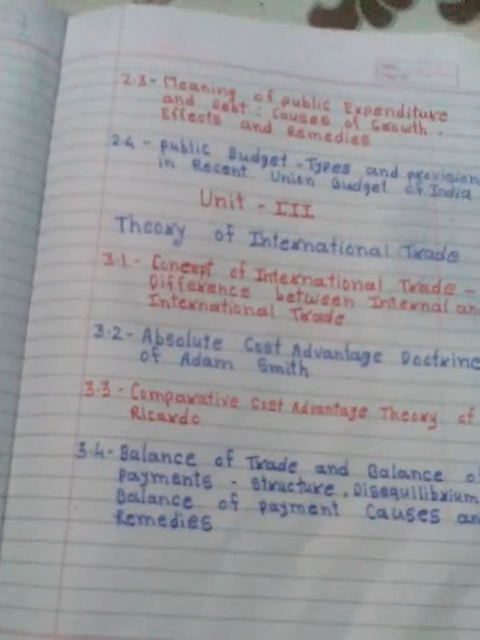 2.3- Meaning of public Expenditure
and Debt: Causes of Growth.
Effects and Remedies
2.4 - public Budget - Types and provision
in Recent Union Budget of India
Unit - III
Theory of International Trade
3.1- Concept of International Trade -
Difference between Internal an
International Trade
3.2- Absolute Cost Advantage Doctrine
of Adam Smith
3.3- Comparative Cost Advantage Theory of
Ricardo
3.4- Balance of Trade and Balance of
payments - Structure, Disequilibrium
Balance of payment Causes an
Remedies